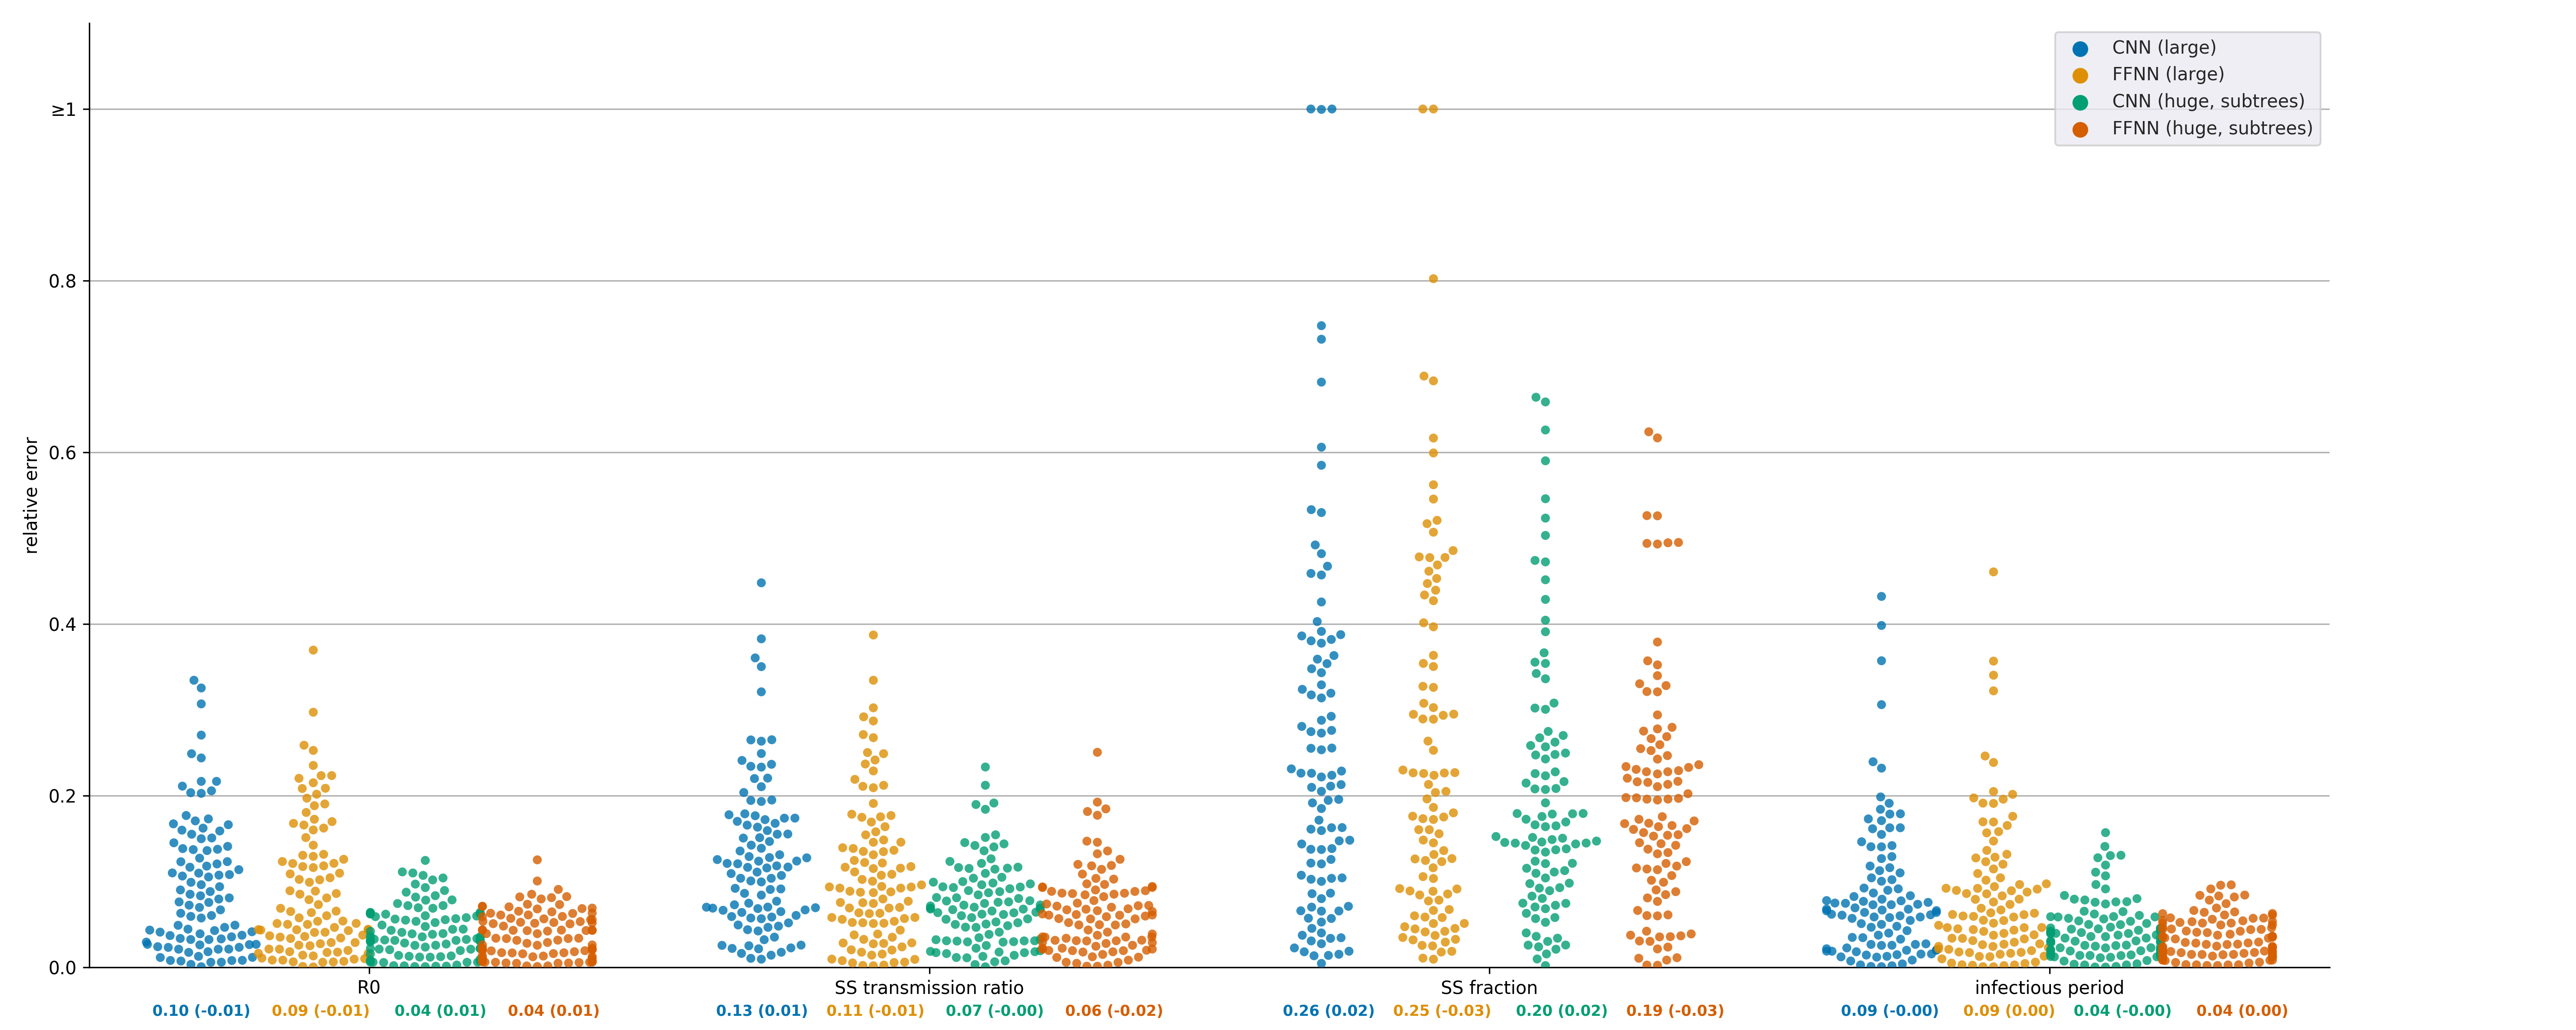 CNN (large)
FFNN (large)
CNN (huge, subtrees)
FFNN (huge, subtrees)
≥1
0.8
0.6
0.4
0.2
0.0
relative error
R0
SS transmission ratio
SS fraction
infectious period
0.10 (-0.01) 0.09 (-0.01) 0.04 (0.01) 0.04 (0.01) 0.13 (0.01) 0.11 (-0.01) 0.07 (-0.00) 0.06 (-0.02) 0.26 (0.02) 0.25 (-0.03) 0.20 (0.02) 0.19 (-0.03) 0.09 (-0.00) 0.09 (0.00) 0.04 (-0.00) 0.04 (0.00)